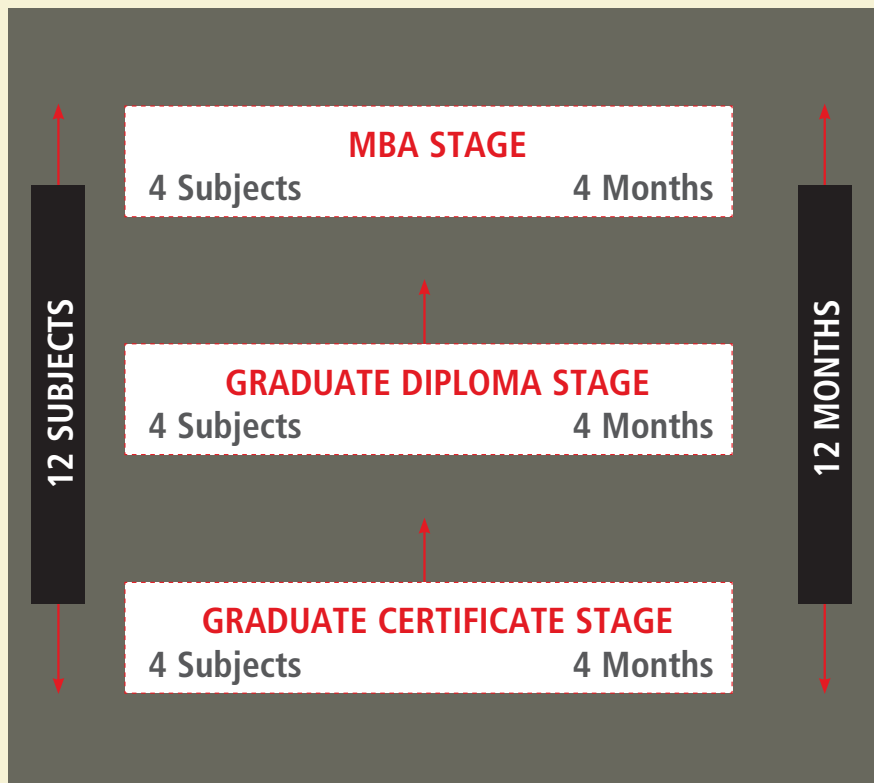 MBA STAGE
4 Subjects 4 Months
12 SUBJECTS
GRADUATE DIPLOMA STAGE
4 Subjects 4 Months
12 MONTHS
GRADUATE CERTIFICATE STAGE
4 Subjects 4 Months